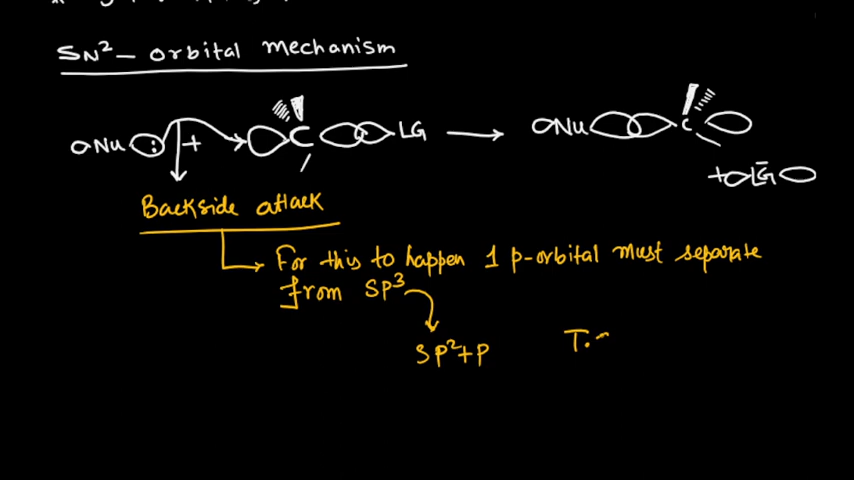 SN²– orbital mechanism
Nu : + C LG → Nu C
+ LG⁻
Backside attack
→ For this to happen 1 p-orbital must separate
from SP³
SP²+P T.